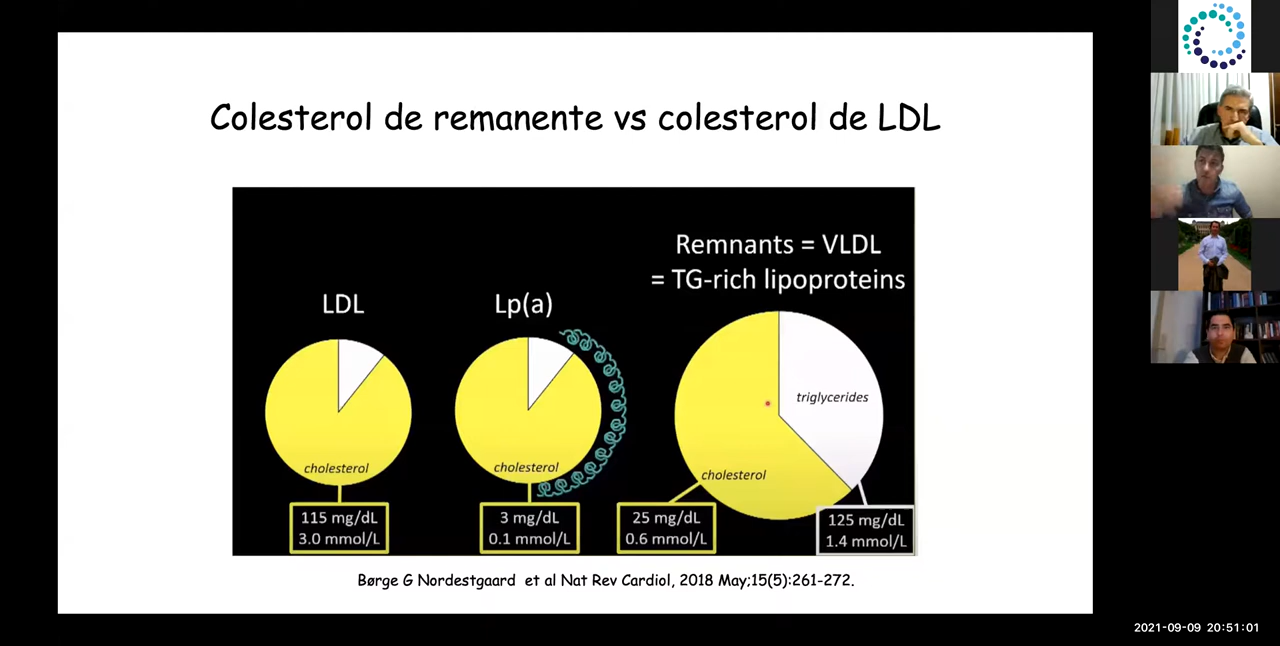 Colesterol de remanente vs colesterol de LDL
Remnants = VLDL
= TG-rich lipoproteins
LDL
Lp(a)
triglycerides
cholesterol
cholesterol
cholesterol
115 mg/dL
3.0 mmol/L
3 mg/dL
0.1 mmol/L
25 mg/dL
0.6 mmol/L
125 mg/dL
1.4 mmol/L
Børge G Nordestgaard et al Nat Rev Cardiol, 2018 May;15(5):261-272.
2021-09-09 20:51:01